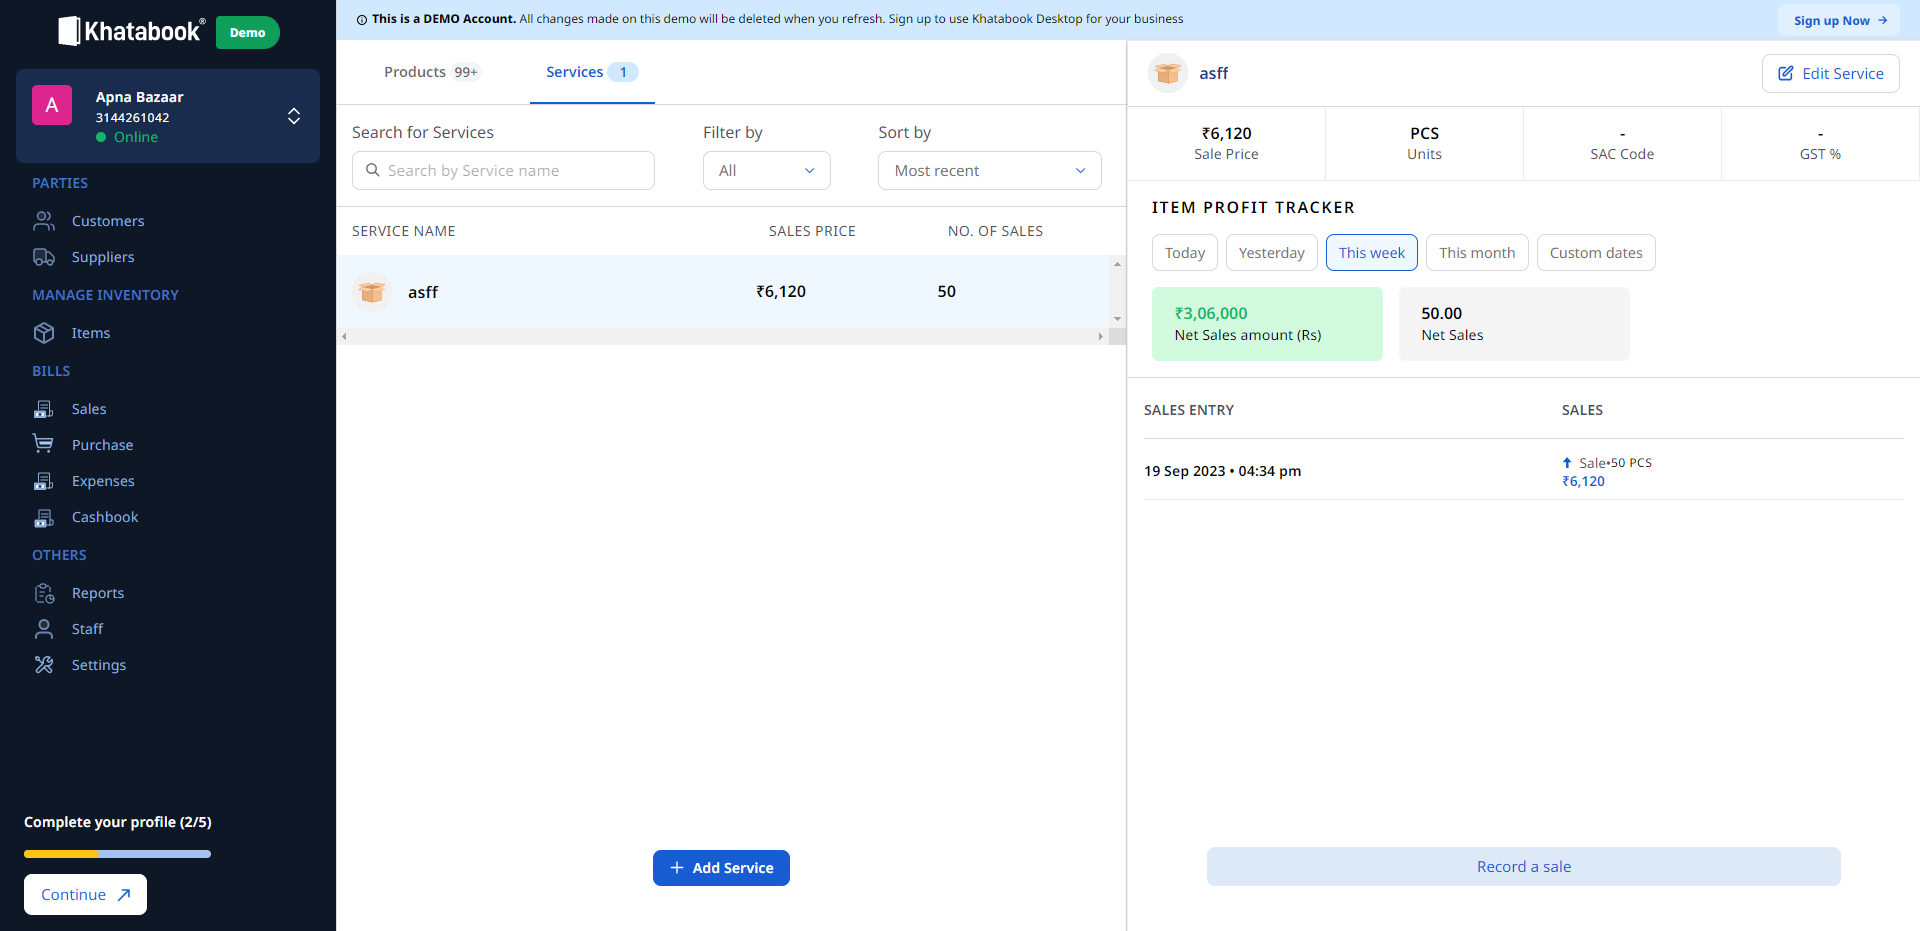 Khatabook®
Demo
A
Apna Bazaar
3144261042
Online
PARTIES
Customers
Suppliers
MANAGE INVENTORY
Items
BILLS
Sales
Purchase
Expenses
Cashbook
OTHERS
Reports
Staff
Settings
Complete your profile (2/5)
Continue
This is a DEMO Account. All changes made on this demo will be deleted when you refresh. Sign up to use Khatabook Desktop for your business
Sign up Now →
Products 99+
Services 1
Search for Services
Filter by
Sort by
Search by Service name
All
Most recent
SERVICE NAME SALES PRICE NO. OF SALES
asff ₹6,120 50
+ Add Service
asff
Edit Service
₹6,120
Sale Price
PCS
Units
-
SAC Code
-
GST %
ITEM PROFIT TRACKER
Today
Yesterday
This week
This month
Custom dates
₹3,06,000
Net Sales amount (Rs)
50.00
Net Sales
SALES ENTRY SALES
19 Sep 2023 • 04:34 pm
Sale•50 PCS
₹6,120
Record a sale